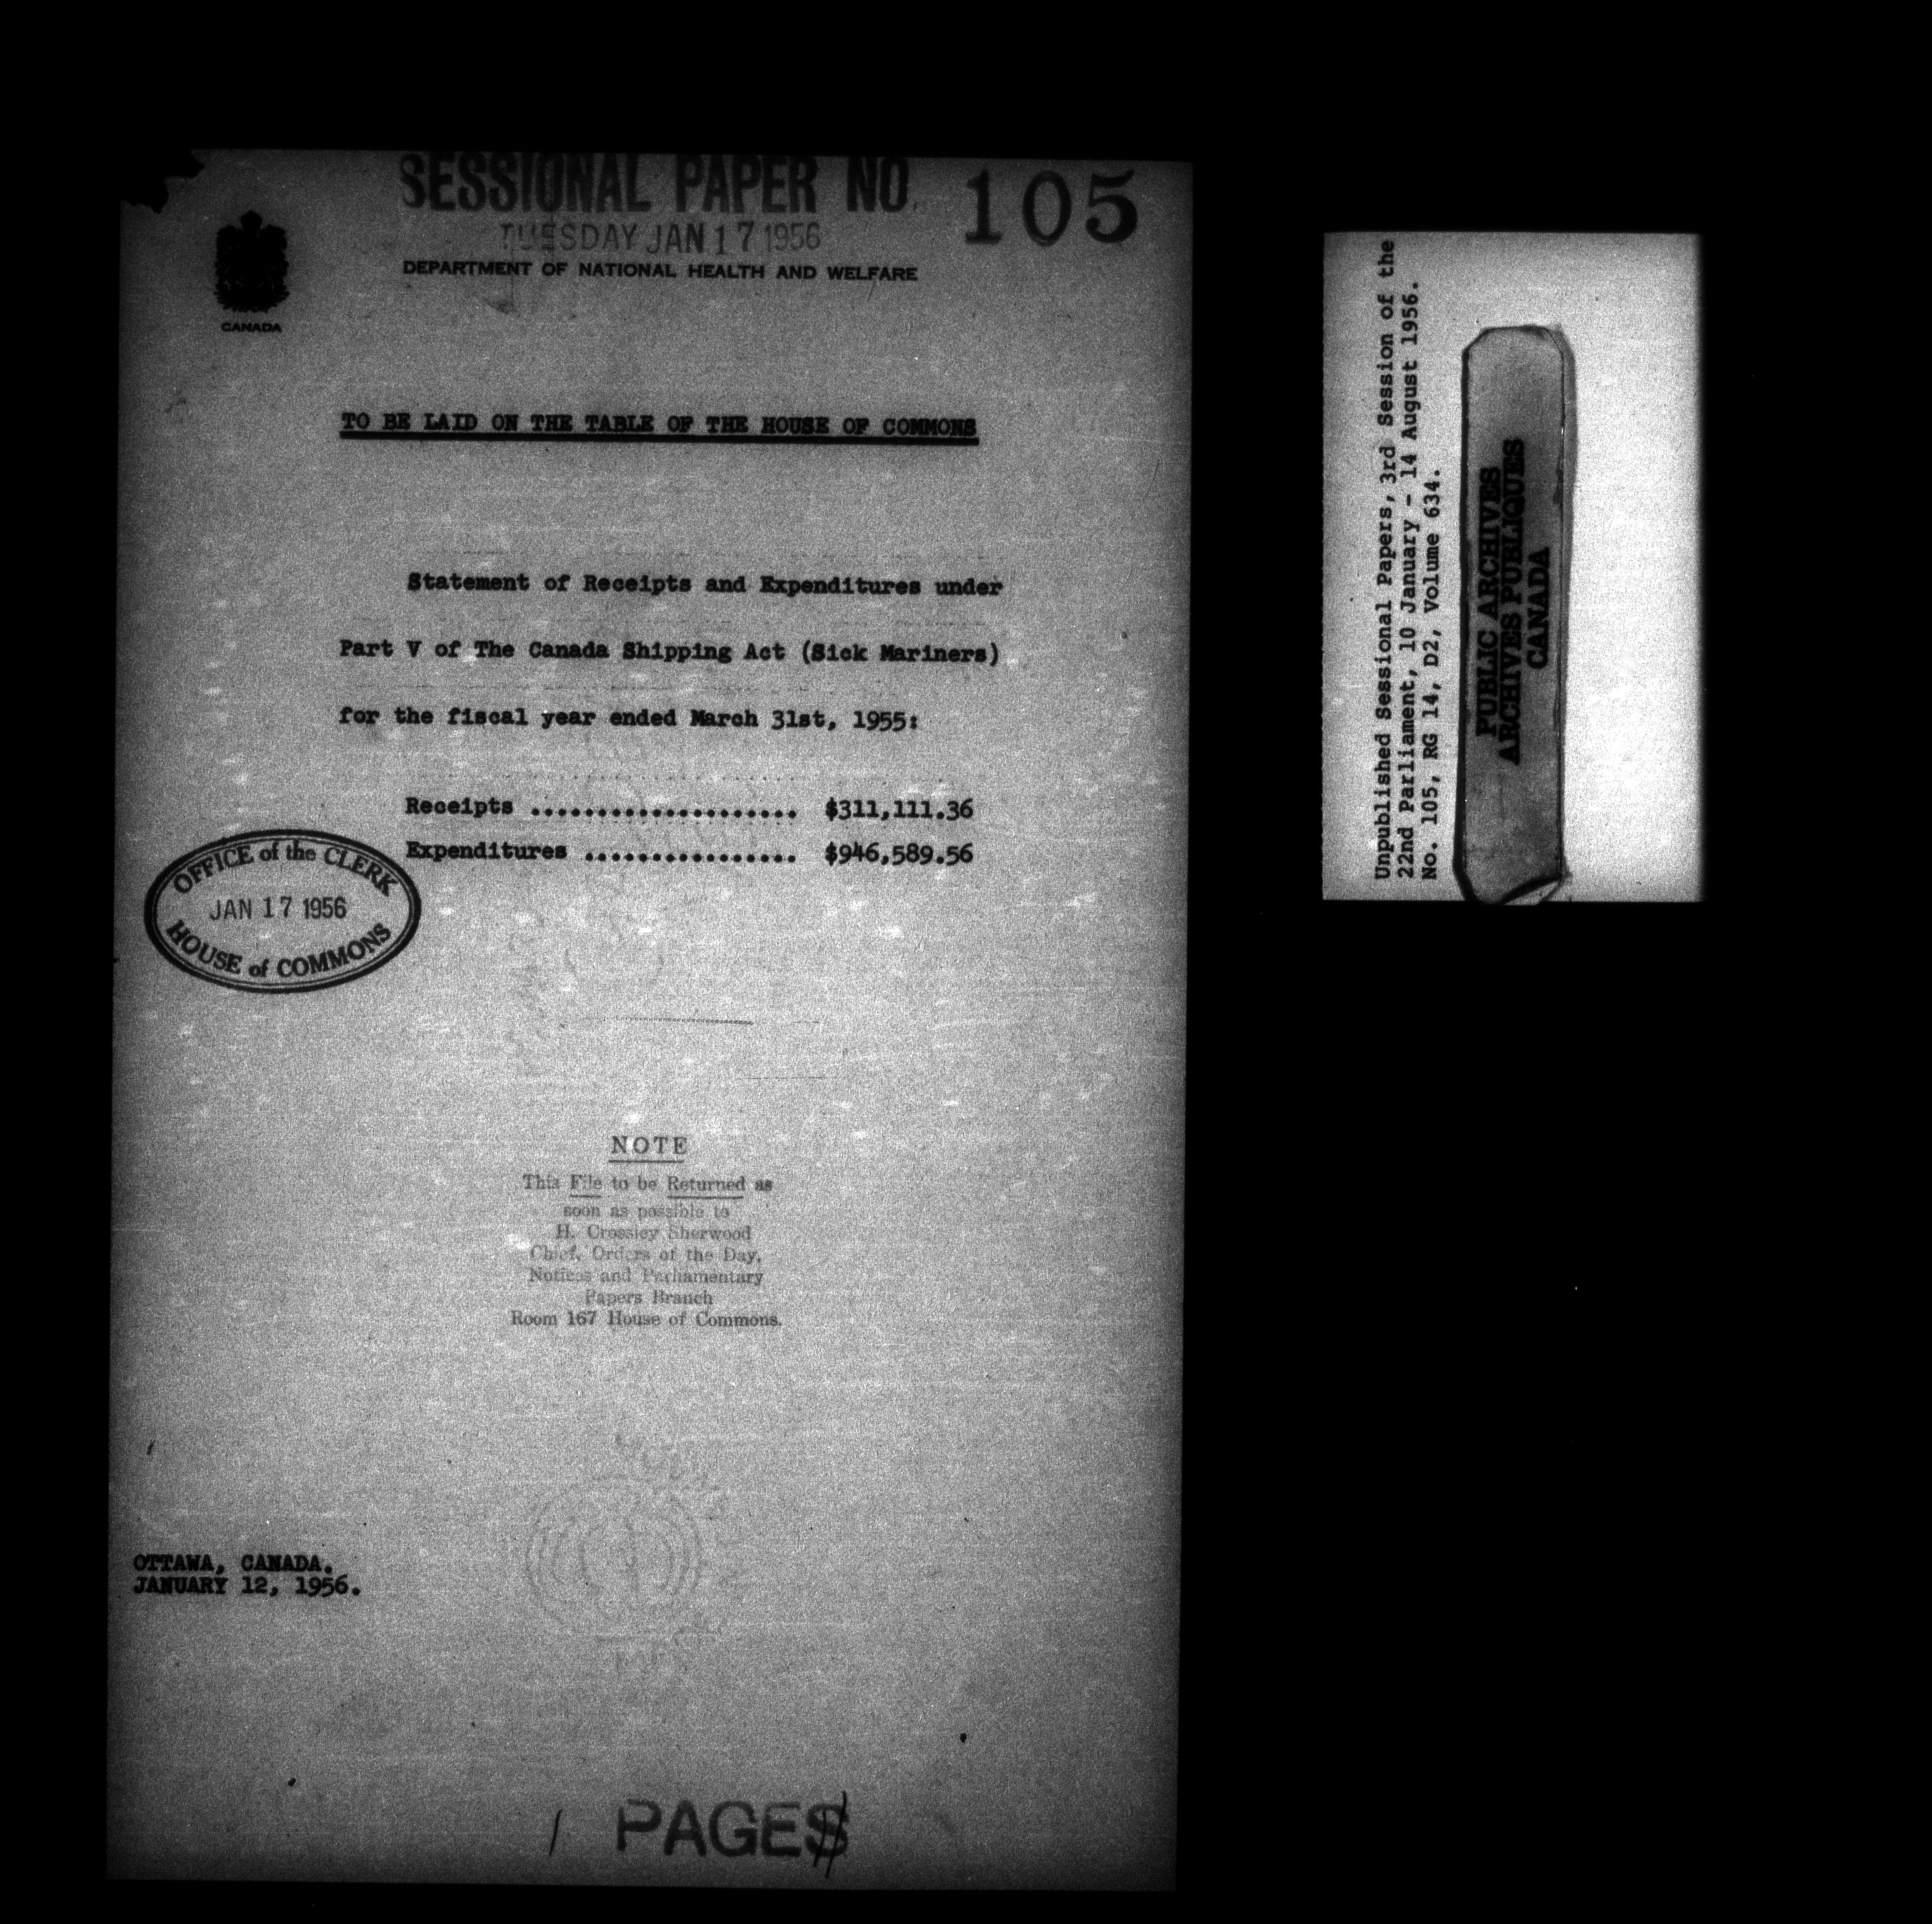 SESSIONAL PAPER NO. 105
TUESDAY JAN 17 1956
DEPARTMENT OF NATIONAL HEALTH AND WELFARE
CANADA
TO BE LAID ON THE TABLE OF THE HOUSE OF COMMONS
Statement of Receipts and Expenditures under
Part V of The Canada Shipping Act (Sick Mariners)
for the fiscal year ended March 31st, 1955:
Receipts .................... $311,111.36
Expenditures ................ $946,589.56
OFFICE of the CLERK
JAN 17 1956
HOUSE of COMMONS
NOTE
This File to be Returned as
soon as possible to
H. Crossley Sherwood
Chief, Orders of the Day,
Notices and Parliamentary
Papers Branch
Room 167 House of Commons.
OTTAWA, CANADA.
JANUARY 12, 1956.
1 PAGES
Unpublished Sessional Papers, 3rd Session of the
22nd Parliament, 10 January - 14 August 1956.
No. 105, RG 14, D2, Volume 634.
PUBLIC ARCHIVES
ARCHIVES PUBLIQUES
CANADA